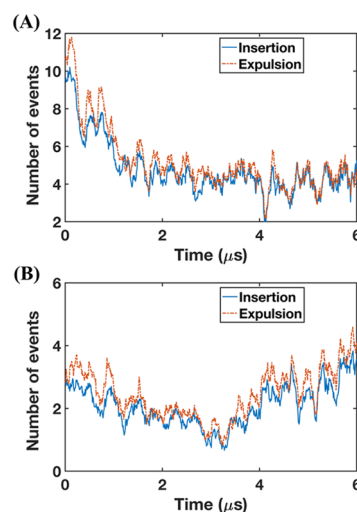 (A)
Number of events
12
10
8
6
4
2
Insertion
Expulsion
0 2 4 6
Time (μs)
(B)
Number of events
6
4
2
0
Insertion
Expulsion
0 2 4 6
Time (μs)